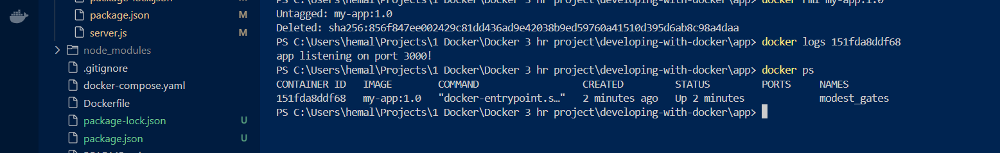 package-lock.json
package.json M
server.js M
node_modules
.gitignore
docker-compose.yaml
Dockerfile
package-lock.json U
package.json U
PS C:\Users\hemal\Projects\1 Docker\Docker 3 hr project\developing-with-docker\app> docker rmi my-app:1.0
Untagged: my-app:1.0
Deleted: sha256:856f847ee002429c81dd436ad9e42038b9ed59760a41510d395d6ab8c98a4daa
PS C:\Users\hemal\Projects\1 Docker\Docker 3 hr project\developing-with-docker\app> docker logs 151fda8ddf68
app listening on port 3000!
PS C:\Users\hemal\Projects\1 Docker\Docker 3 hr project\developing-with-docker\app> docker ps
CONTAINER ID IMAGE COMMAND CREATED STATUS PORTS NAMES
151fda8ddf68 my-app:1.0 "docker-entrypoint.s…" 2 minutes ago Up 2 minutes modest_gates
PS C:\Users\hemal\Projects\1 Docker\Docker 3 hr project\developing-with-docker\app>